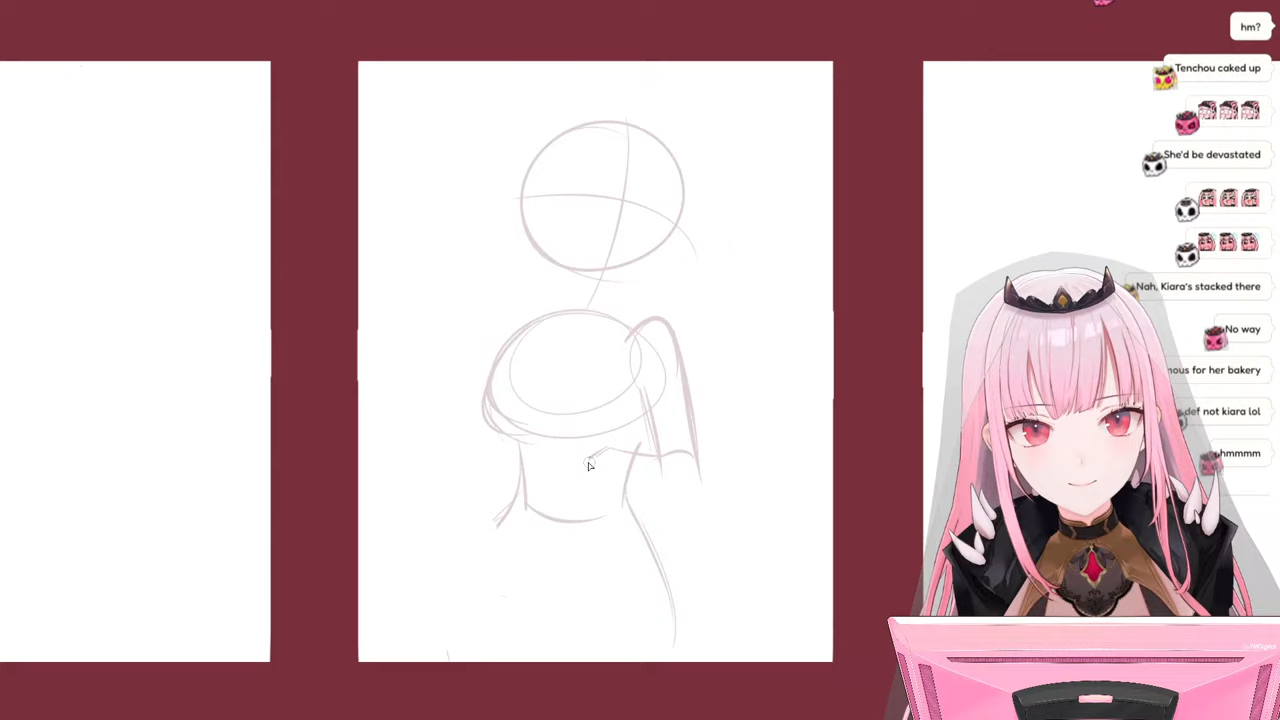 hm?
Tenchou caked up
She'd be devastated
Nah, Kiara's stacked there
No way
for her bakery
def not kiara lol
hmmmm